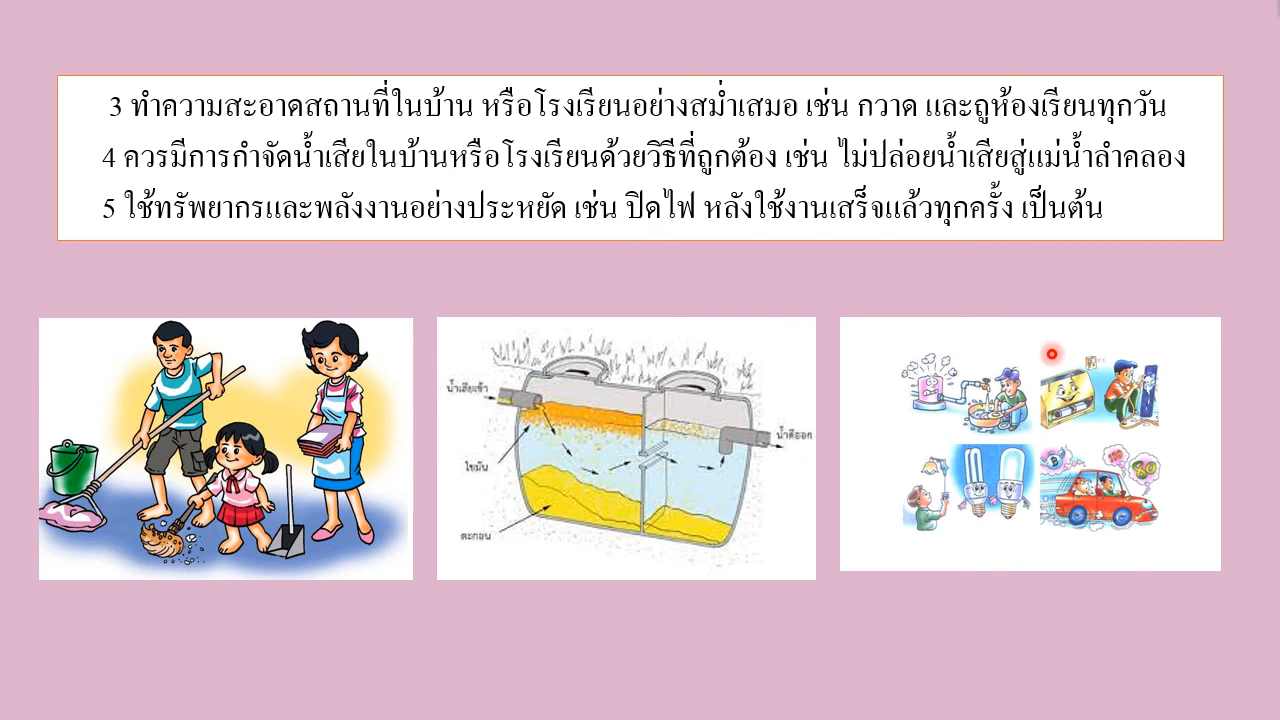 3 ทำความสะอาดสถานที่ในบ้าน หรือโรงเรียนอย่างสม่ำเสมอ เช่น กวาด และถูห้องเรียนทุกวัน
4 ควรมีการกำจัดน้ำเสียในบ้านหรือโรงเรียนด้วยวิธีที่ถูกต้อง เช่น ไม่ปล่อยน้ำเสียสู่แม่น้ำลำคลอง
5 ใช้ทรัพยากรและพลังงานอย่างประหยัด เช่น ปิดไฟ หลังใช้งานเสร็จแล้วทุกครั้ง เป็นต้น
น้ำเสียเข้า
น้ำดีออก
ไขมัน
ตะกอน
110
80